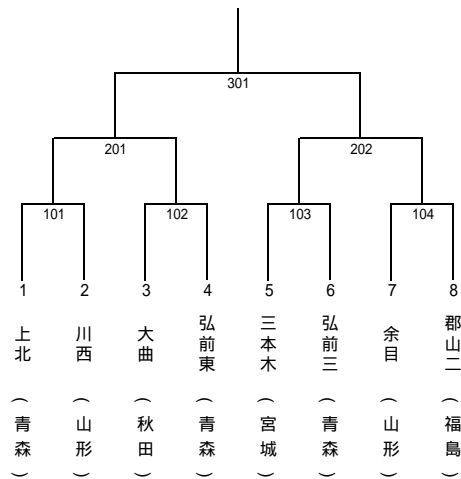 301
201
202
101
102
103
104
1
2
3
4
5
6
7
8
上北
川西
大曲
弘前東
三本木
弘前三
余目
郡山二
(青森)
(山形)
(秋田)
(青森)
(宮城)
(青森)
(山形)
(福島)